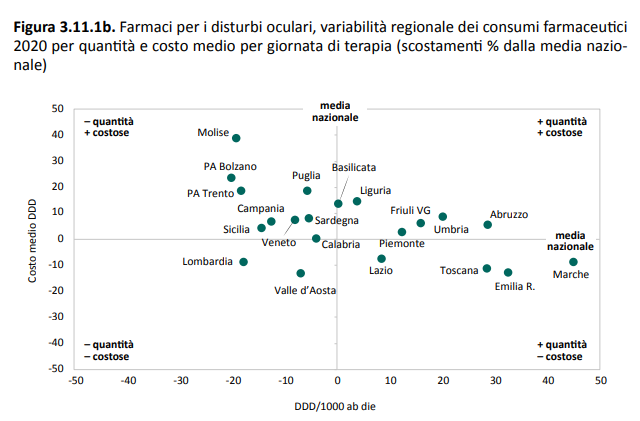 Figura 3.11.1b. Farmaci per i disturbi oculari, variabilità regionale dei consumi farmaceutici
2020 per quantità e costo medio per giornata di terapia (scostamenti % dalla media nazio-
nale)
media
nazionale
50
– quantità
+ costose
+ quantità
+ costose
40
Molise
30
PA Bolzano
Puglia
Basilicata
20
PA Trento
Liguria
Campania
10
Friuli VG
Abruzzo
Sicilia
Sardegna
Umbria
Veneto
Calabria
Piemonte
media
nazionale
0
Costo medio DDD
Lombardia
-10
Lazio
Toscana
Marche
Valle d’Aosta
Emilia R.
-20
-30
-40
– quantità
– costose
+ quantità
– costose
-50
-50 -40 -30 -20 -10 0 10 20 30 40 50
DDD/1000 ab die